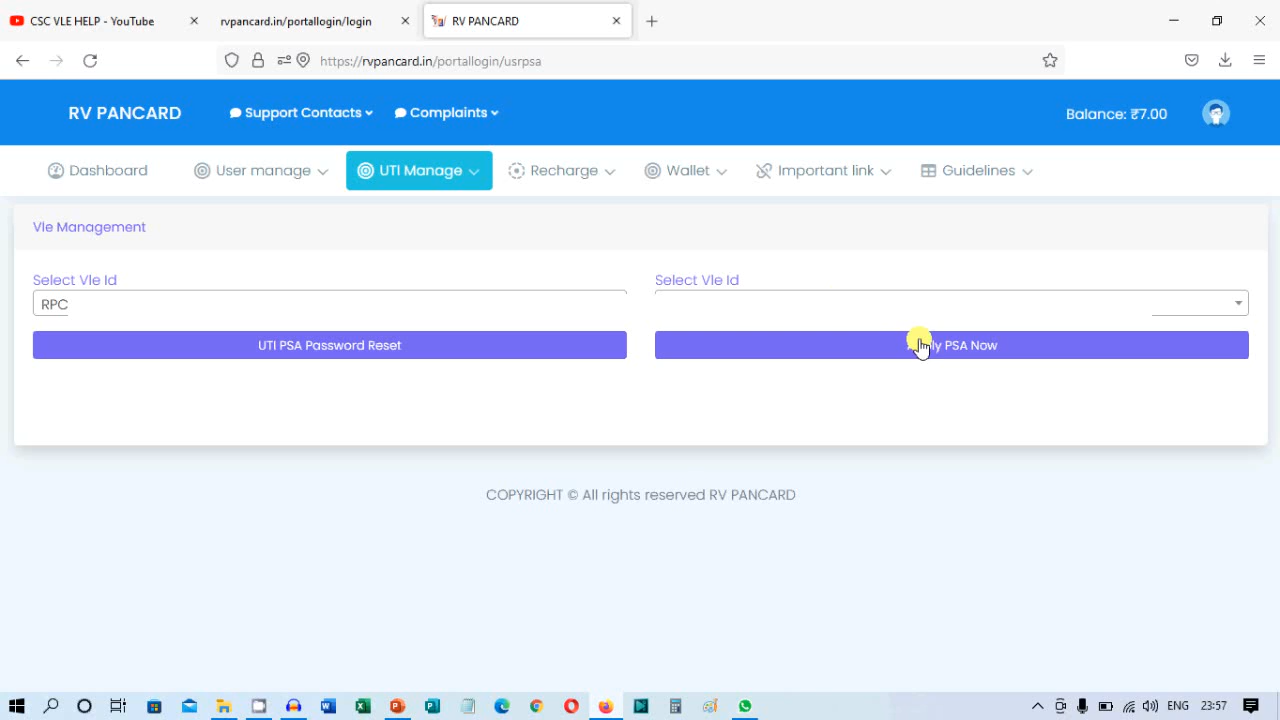 CSC VLE HELP - YouTube
rvpancard.in/portallogin/login
RV PANCARD
https://rvpancard.in/portallogin/usrpsa
RV PANCARD
Support Contacts
Complaints
Balance: ₹7.00
Dashboard
User manage
UTI Manage
Recharge
Wallet
Important link
Guidelines
Vle Management
Select Vle Id
Select Vle Id
RPC
UTI PSA Password Reset
PSA Now
COPYRIGHT © All rights reserved RV PANCARD
ENG
23:57